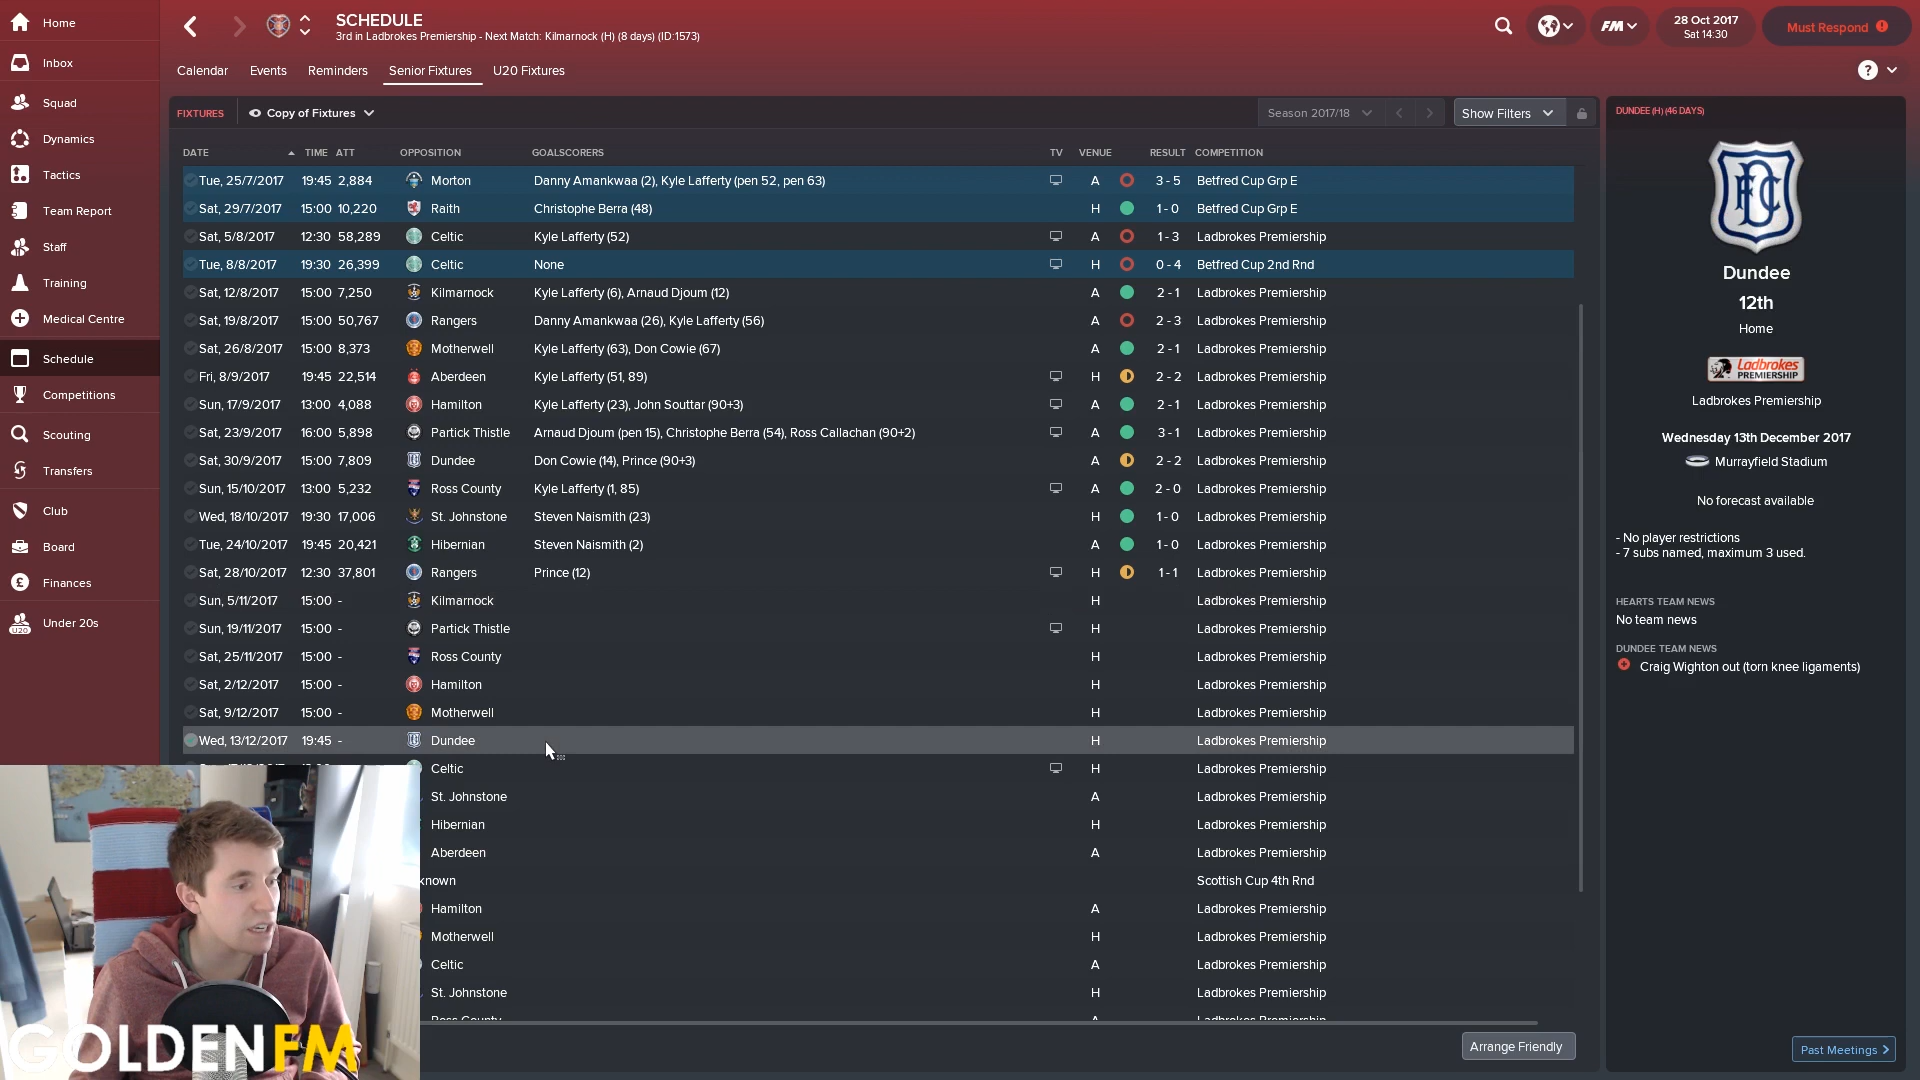 Home
Inbox
Squad
Dynamics
Tactics
Team Report
Staff
Training
Medical Centre
Schedule
Competitions
Scouting
Transfers
Club
Board
Finances
U20
Under 20s
SCHEDULE
3rd in Ladbrokes Premiership - Next Match: Kilmarnock (H) (8 days) (ID:1573)
FM
28 Oct 2017
Sat 14:30
Must Respond
Calendar Events Reminders Senior Fixtures U20 Fixtures
?
FIXTURES Copy of Fixtures Season 2017/18 Show Filters
DATE TIME ATT OPPOSITION GOALSCORERS TV VENUE RESULT COMPETITION
Tue, 25/7/2017 19:45 2,884 Morton Danny Amankwaa (2), Kyle Lafferty (pen 52, pen 63) A 3 - 5 Betfred Cup Grp E
Sat, 29/7/2017 15:00 10,220 Raith Christophe Berra (48) H 1 - 0 Betfred Cup Grp E
Sat, 5/8/2017 12:30 58,289 Celtic Kyle Lafferty (52) A 1 - 3 Ladbrokes Premiership
Tue, 8/8/2017 19:30 26,399 Celtic None H 0 - 4 Betfred Cup 2nd Rnd
Sat, 12/8/2017 15:00 7,250 Kilmarnock Kyle Lafferty (6), Arnaud Djoum (12) A 2 - 1 Ladbrokes Premiership
Sat, 19/8/2017 15:00 50,767 Rangers Danny Amankwaa (26), Kyle Lafferty (56) A 2 - 3 Ladbrokes Premiership
Sat, 26/8/2017 15:00 8,373 Motherwell Kyle Lafferty (63), Don Cowie (67) A 2 - 1 Ladbrokes Premiership
Fri, 8/9/2017 19:45 22,514 Aberdeen Kyle Lafferty (51, 89) H 2 - 2 Ladbrokes Premiership
Sun, 17/9/2017 13:00 4,088 Hamilton Kyle Lafferty (23), John Souttar (90+3) A 2 - 1 Ladbrokes Premiership
Sat, 23/9/2017 16:00 5,898 Partick Thistle Arnaud Djoum (pen 15), Christophe Berra (54), Ross Callachan (90+2) A 3 - 1 Ladbrokes Premiership
Sat, 30/9/2017 15:00 7,809 Dundee Don Cowie (14), Prince (90+3) A 2 - 2 Ladbrokes Premiership
Sun, 15/10/2017 13:00 5,232 Ross County Kyle Lafferty (1, 85) A 2 - 0 Ladbrokes Premiership
Wed, 18/10/2017 19:30 17,006 St. Johnstone Steven Naismith (23) H 1 - 0 Ladbrokes Premiership
Tue, 24/10/2017 19:45 20,421 Hibernian Steven Naismith (2) A 1 - 0 Ladbrokes Premiership
Sat, 28/10/2017 12:30 37,801 Rangers Prince (12) H 1 - 1 Ladbrokes Premiership
Sun, 5/11/2017 15:00 - Kilmarnock H Ladbrokes Premiership
Sun, 19/11/2017 15:00 - Partick Thistle H Ladbrokes Premiership
Sat, 25/11/2017 15:00 - Ross County H Ladbrokes Premiership
Sat, 2/12/2017 15:00 - Hamilton H Ladbrokes Premiership
Sat, 9/12/2017 15:00 - Motherwell H Ladbrokes Premiership
Wed, 13/12/2017 19:45 - Dundee H Ladbrokes Premiership
Celtic H Ladbrokes Premiership
St. Johnstone A Ladbrokes Premiership
Hibernian H Ladbrokes Premiership
Aberdeen A Ladbrokes Premiership
known Scottish Cup 4th Rnd
Hamilton A Ladbrokes Premiership
Motherwell H Ladbrokes Premiership
Celtic A Ladbrokes Premiership
St. Johnstone H Ladbrokes Premiership
Ross County A Ladbrokes Premiership
Arrange Friendly
DUNDEE (H) (46 DAYS)
DFC
Dundee
12th
Home
Ladbrokes
PREMIERSHIP
Ladbrokes Premiership
Wednesday 13th December 2017
Murrayfield Stadium
No forecast available
- No player restrictions
- 7 subs named, maximum 3 used.
HEARTS TEAM NEWS
No team news
DUNDEE TEAM NEWS
Craig Wighton out (torn knee ligaments)
Past Meetings
GOLDENFM